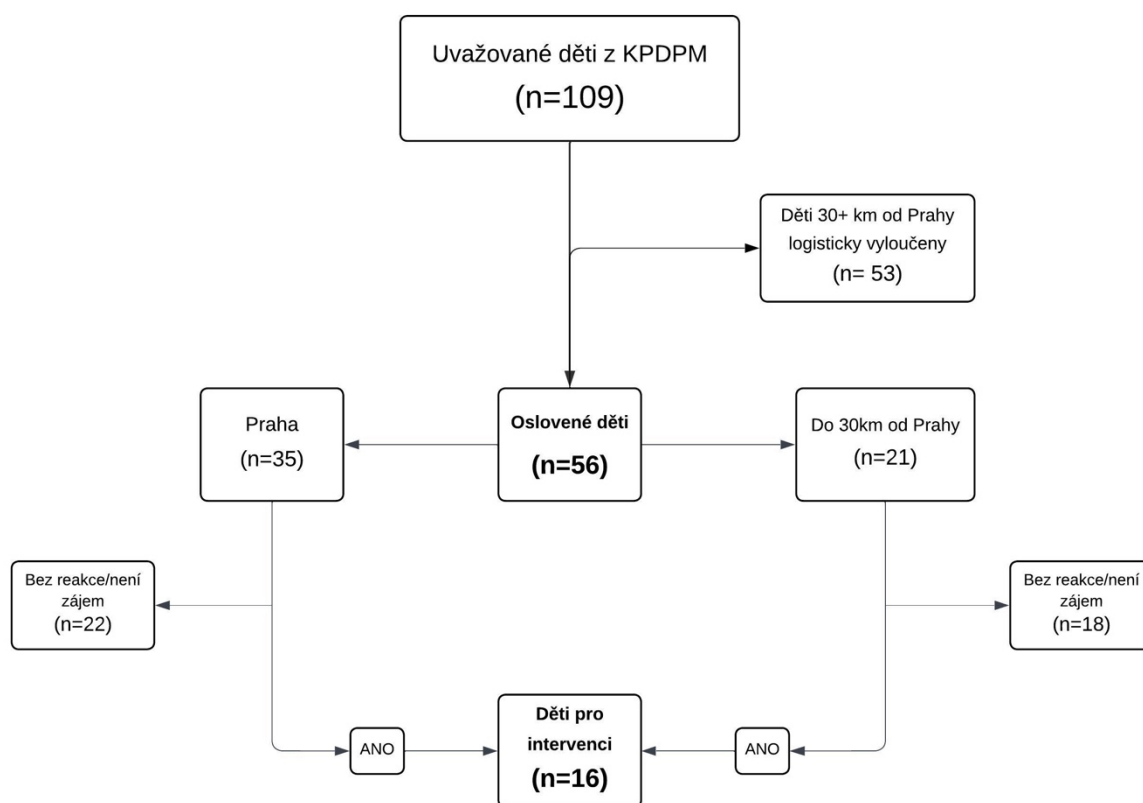 Uvažované děti z KPDPM
(n=109)
Děti 30+ km od Prahy
logisticky vyloučeny
(n= 53)
Praha
(n=35)
Oslovené děti
(n=56)
Do 30km od Prahy
(n=21)
Bez reakce/není
zájem
(n=22)
Bez reakce/není
zájem
(n=18)
ANO
Děti pro
intervenci
(n=16)
ANO